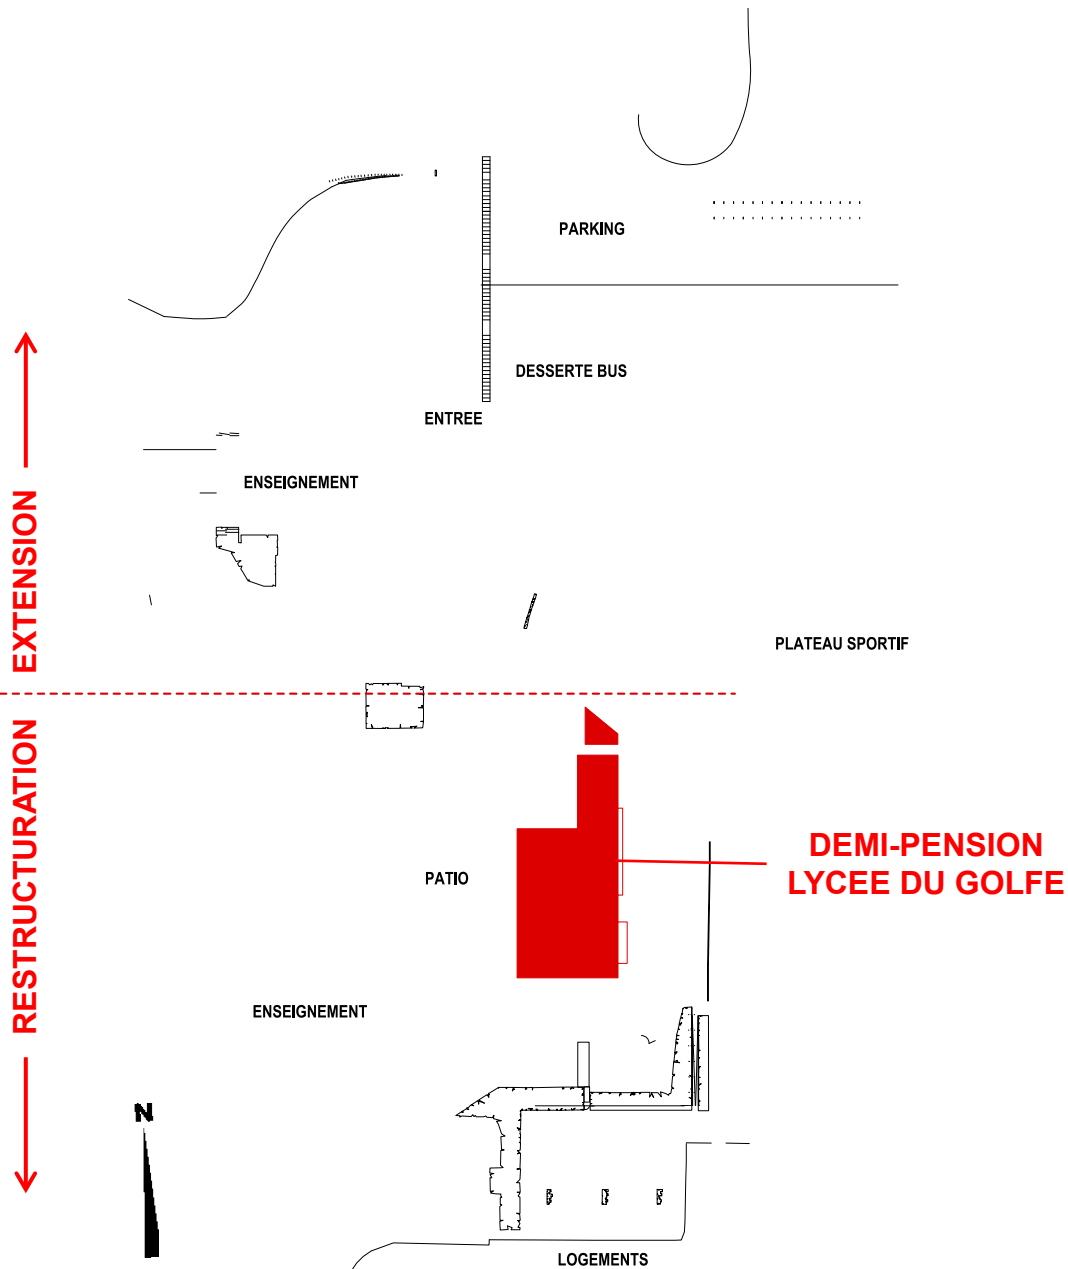 PARKING
DESSERTE BUS
ENTREE
ENSEIGNEMENT
EXTENSION
PLATEAU SPORTIF
RESTRUCTURATION
DEMI-PENSION
LYCEE DU GOLFE
PATIO
ENSEIGNEMENT
N
LOGEMENTS